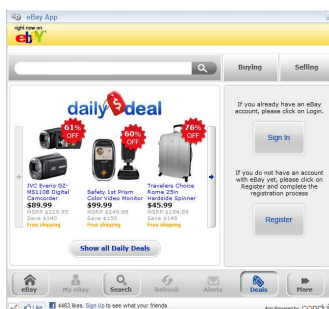 eBay App
right now on
ebY
Buying
Selling
daily deal
61%
OFF
60%
OFF
76%
OFF
JVC Everio GZ-
MS110B Digital
Camcorder
$89.99
MSRP $229.99
Save $140
Free shipping
Safety 1st Prism
Color Video Monitor
$99.99
MSRP $249.99
Save $150
Free shipping
Travelers Choice
Rome 25in
Hardside Spinner
$45.99
MSRP $194.99
Save $149
Free shipping
Show all Daily Deals
If you already have an eBay
account, please click on Login.
Sign In
If you do not have an account
with eBay yet, please click on
Register and complete the
registration process
Register
eBay
My eBay
Search
Refresh
Alerts
Deals
More
Like
4463 likes. Sign Up to see what your friends
App Powered by